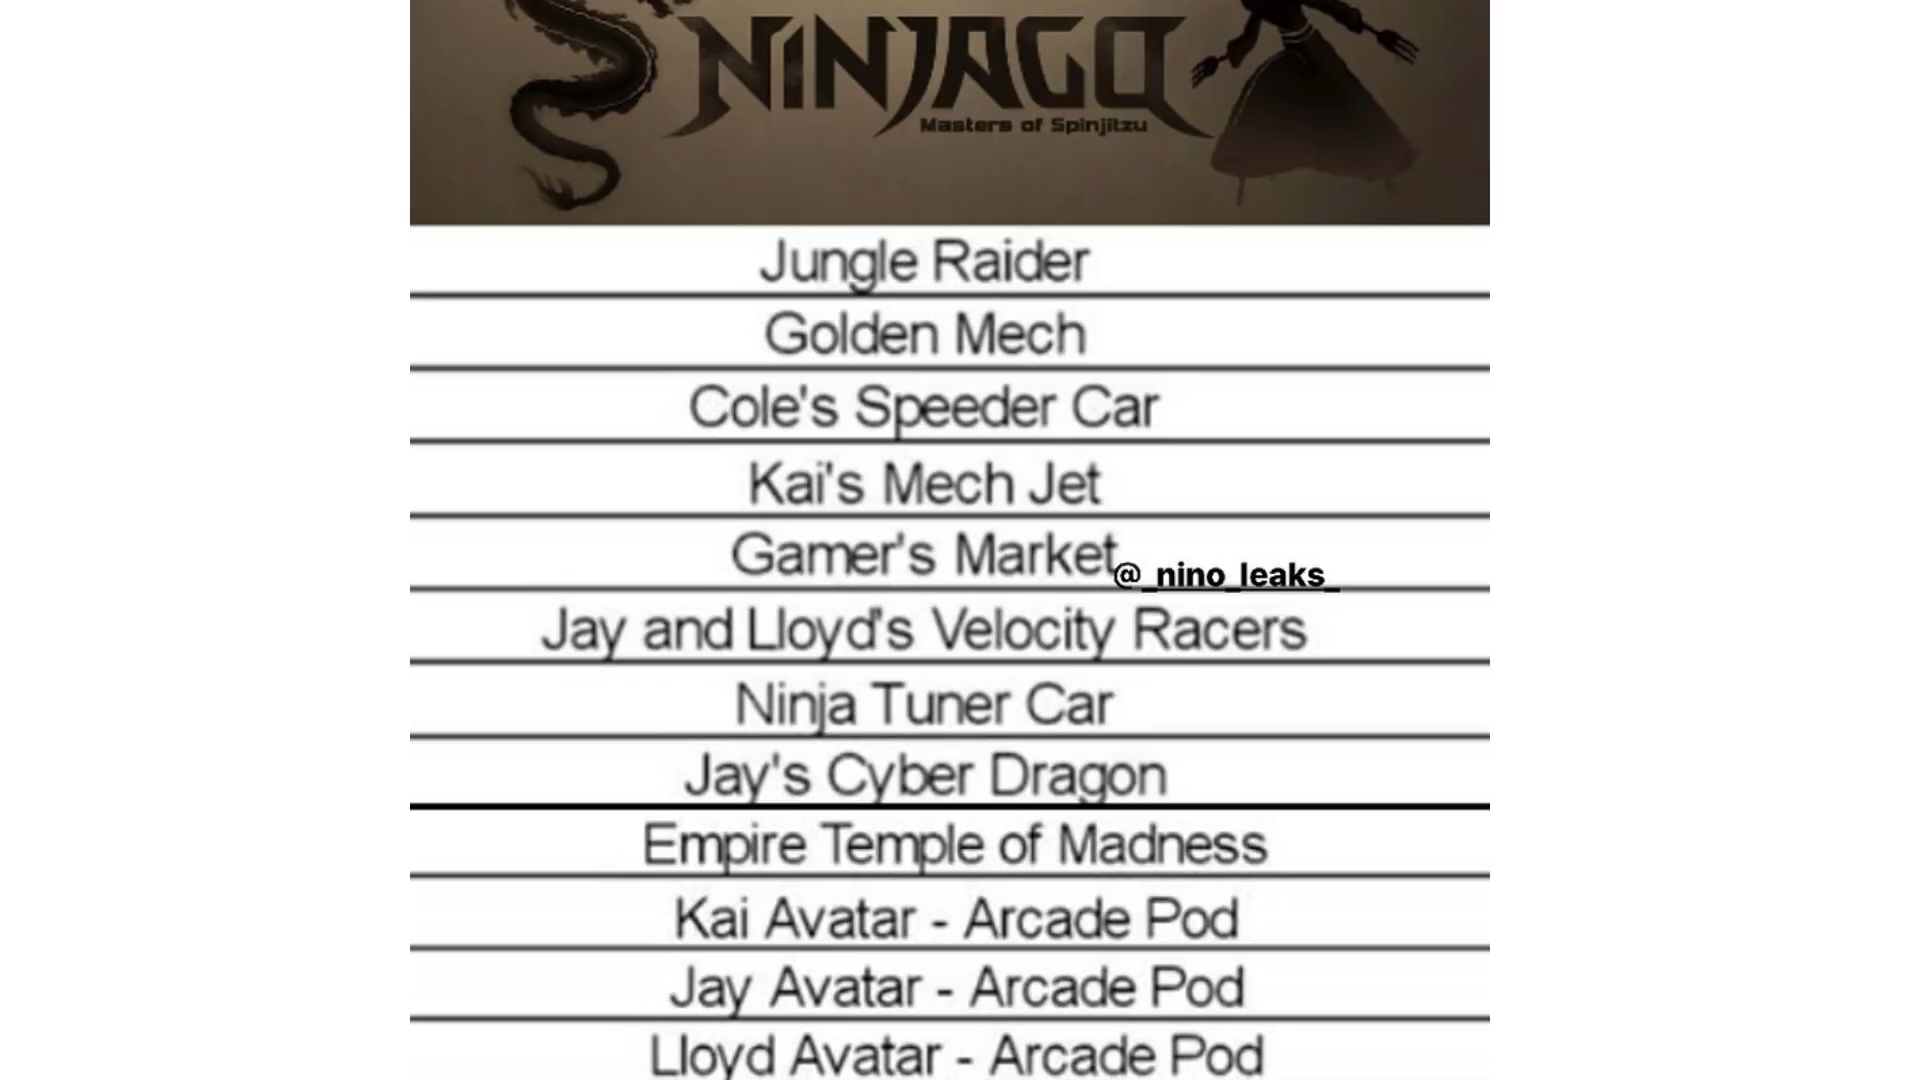 NINJAGO
Masters of Spinjitzu
Jungle Raider
Golden Mech
Cole's Speeder Car
Kai's Mech Jet
Gamer's Market
@_nino_leaks_
Jay and Lloyd's Velocity Racers
Ninja Tuner Car
Jay's Cyber Dragon
Empire Temple of Madness
Kai Avatar - Arcade Pod
Jay Avatar - Arcade Pod
Lloyd Avatar - Arcade Pod